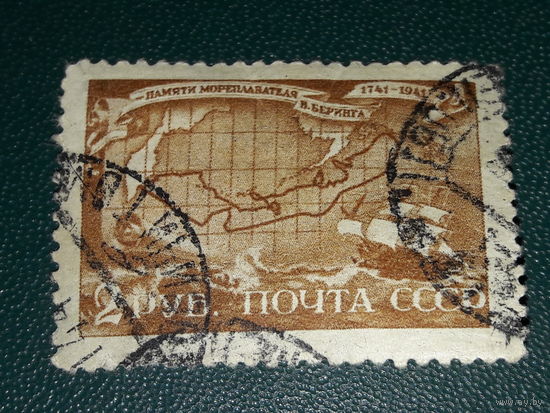 ПАМЯТИ МОРЕПЛАВАТЕЛЯ
В. БЕРИНГА
1741-1941
2 РУБ. ПОЧТА СССР